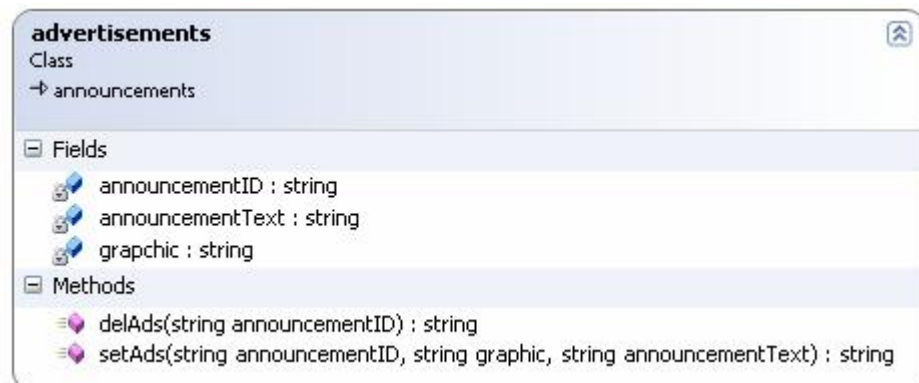 advertisements
Class
announcements
Fields
announcementID : string
announcementText : string
grapchic : string
Methods
delAds(string announcementID) : string
setAds(string announcementID, string graphic, string announcementText) : string